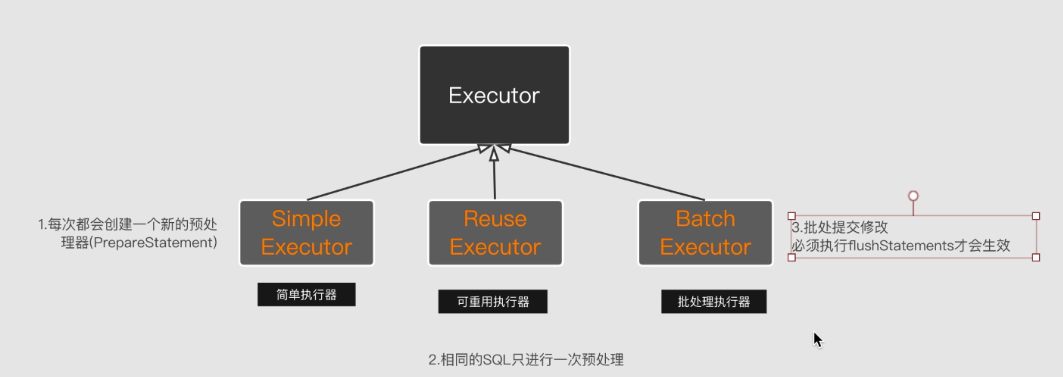 Executor
1.每次都会创建一个新的预处
理器(PrepareStatement)
Simple
Executor
Reuse
Executor
Batch
Executor
3.批处提交修改
必须执行flushStatements才会生效
简单执行器
可重用执行器
批处理执行器
2.相同的SQL只进行一次预处理